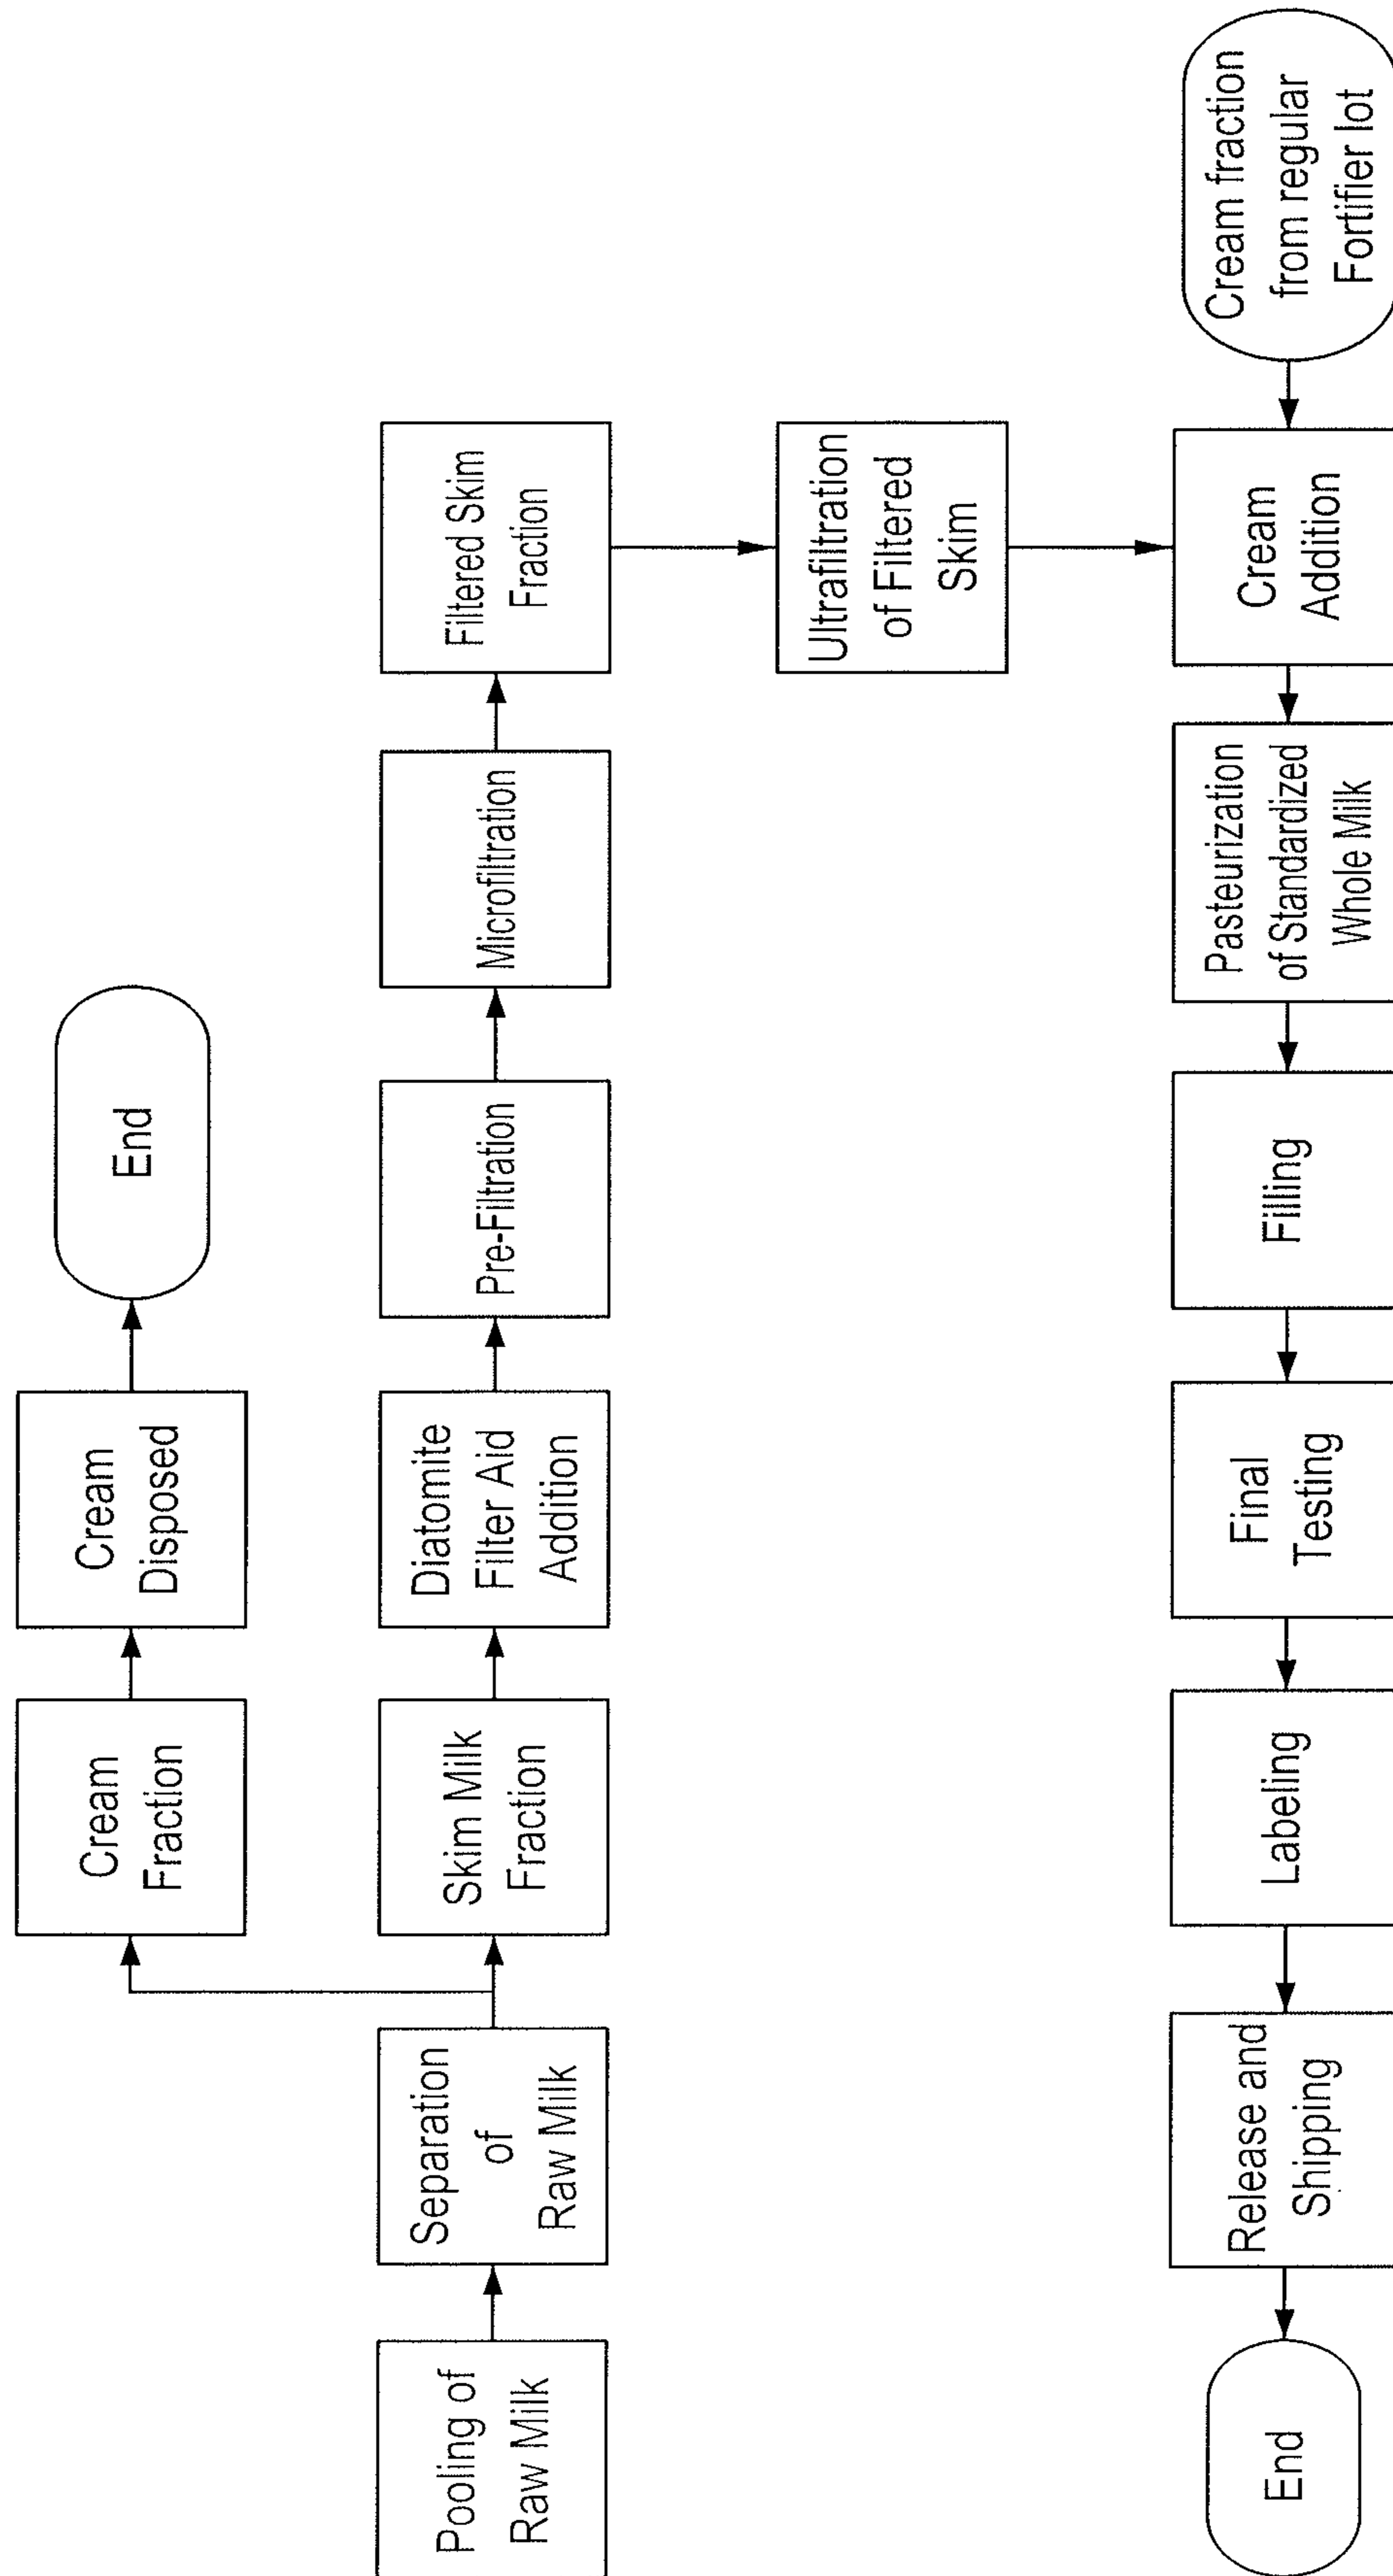 Cream
Fraction
Cream
Disposed
End
Pooling of
Raw Milk
Separation
of
Raw Milk
Skim Milk
Fraction
Diatomite
Filter Aid
Addition
Pre-Filtration
Microfiltration
Filtered Skim
Fraction
Ultrafiltration
of Filtered
Skim
End
Release and
Shipping
Labeling
Final
Testing
Filling
Pasteurization
of Standardized
Whole Milk
Cream
Addition
Cream fraction
from regular
Fortifier lot